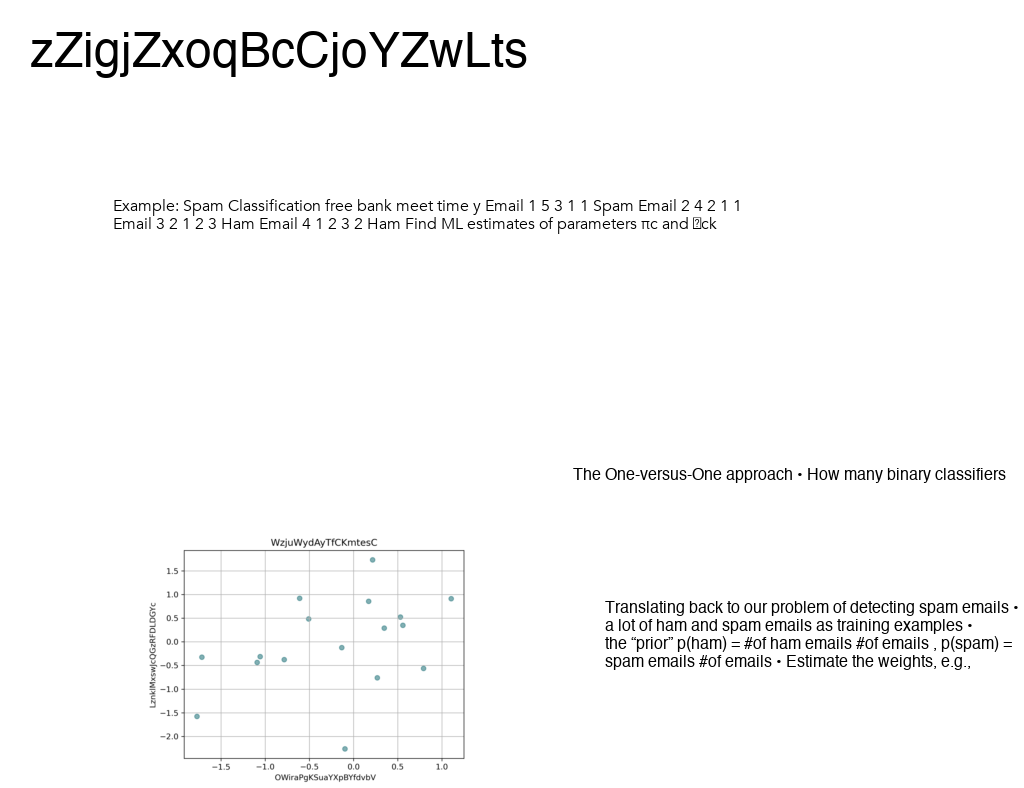 zZigjZxoqBcCjoYZwLts
Example: Spam Classification free bank meet time y Email 1 5 3 1 1 Spam Email 2 4 2 1 1
Email 3 2 1 2 3 Ham Email 4 1 2 3 2 Ham Find ML estimates of parameters πc and ck
The One-versus-One approach • How many binary classifiers
WzjuWydAyTfCKmtesC
1.5
1.0
0.5
0.0
−0.5
−1.0
−1.5
−2.0
−1.5 −1.0 −0.5 0.0 0.5 1.0
OWiraPgKSuaYXpBYfdvbV
Translating back to our problem of detecting spam emails •
a lot of ham and spam emails as training examples •
the “prior” p(ham) = #of ham emails #of emails , p(spam) =
spam emails #of emails • Estimate the weights, e.g.,